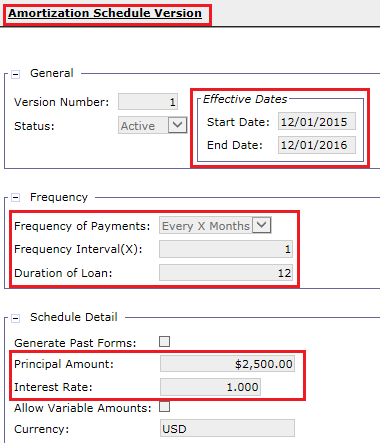 Amortization Schedule Version
General
Version Number: 1
Status: Active
Effective Dates
Start Date: 12/01/2015
End Date: 12/01/2016
Frequency
Frequency of Payments: Every X Months
Frequency Interval(X): 1
Duration of Loan: 12
Schedule Detail
Generate Past Forms:
Principal Amount: $2,500.00
Interest Rate: 1.000
Allow Variable Amounts:
Currency: USD